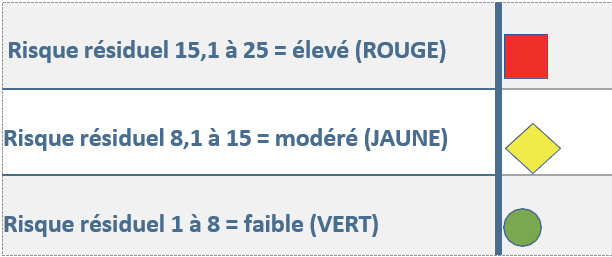 Risque résiduel 15,1 à 25 = élevé (ROUGE)
Risque résiduel 8,1 à 15 = modéré (JAUNE)
Risque résiduel 1 à 8 = faible (VERT)